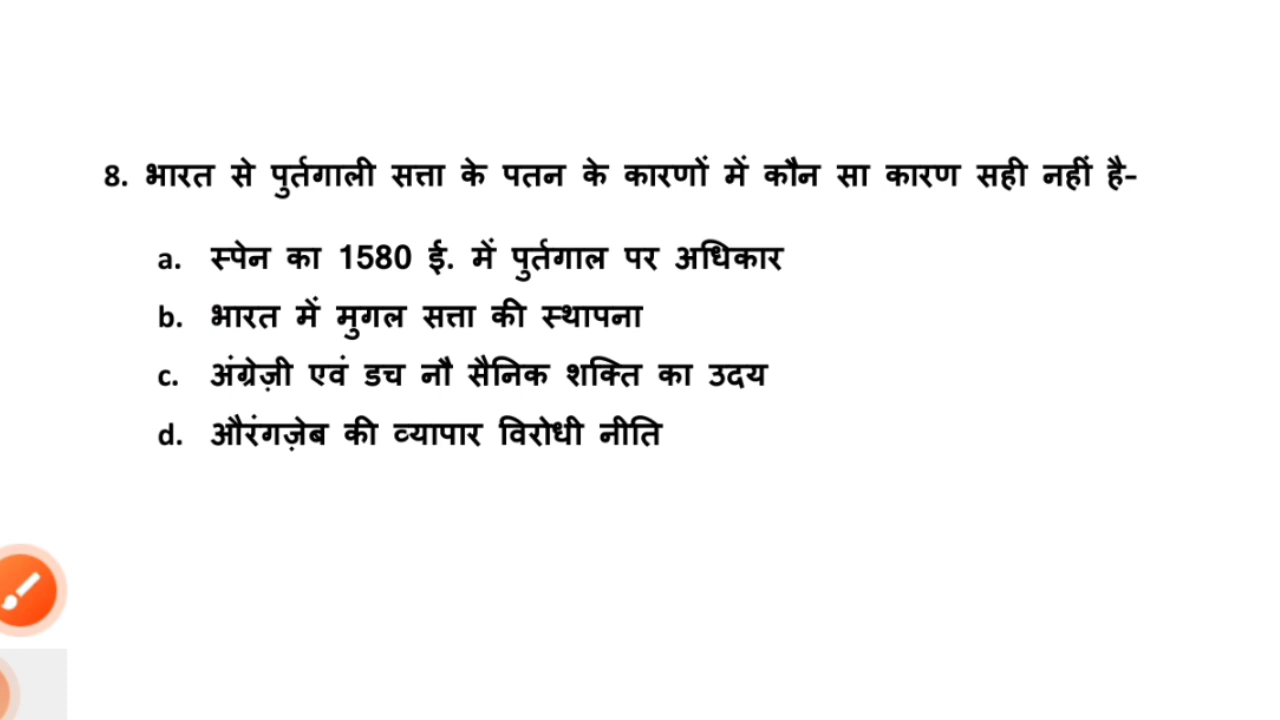 8. भारत से पुर्तगाली सत्ता के पतन के कारणों में कौन सा कारण सही नहीं है-
a. स्पेन का 1580 ई. में पुर्तगाल पर अधिकार
b. भारत में मुगल सत्ता की स्थापना
c. अंग्रेज़ी एवं डच नौ सैनिक शक्ति का उदय
d. औरंगज़ेब की व्यापार विरोधी नीति